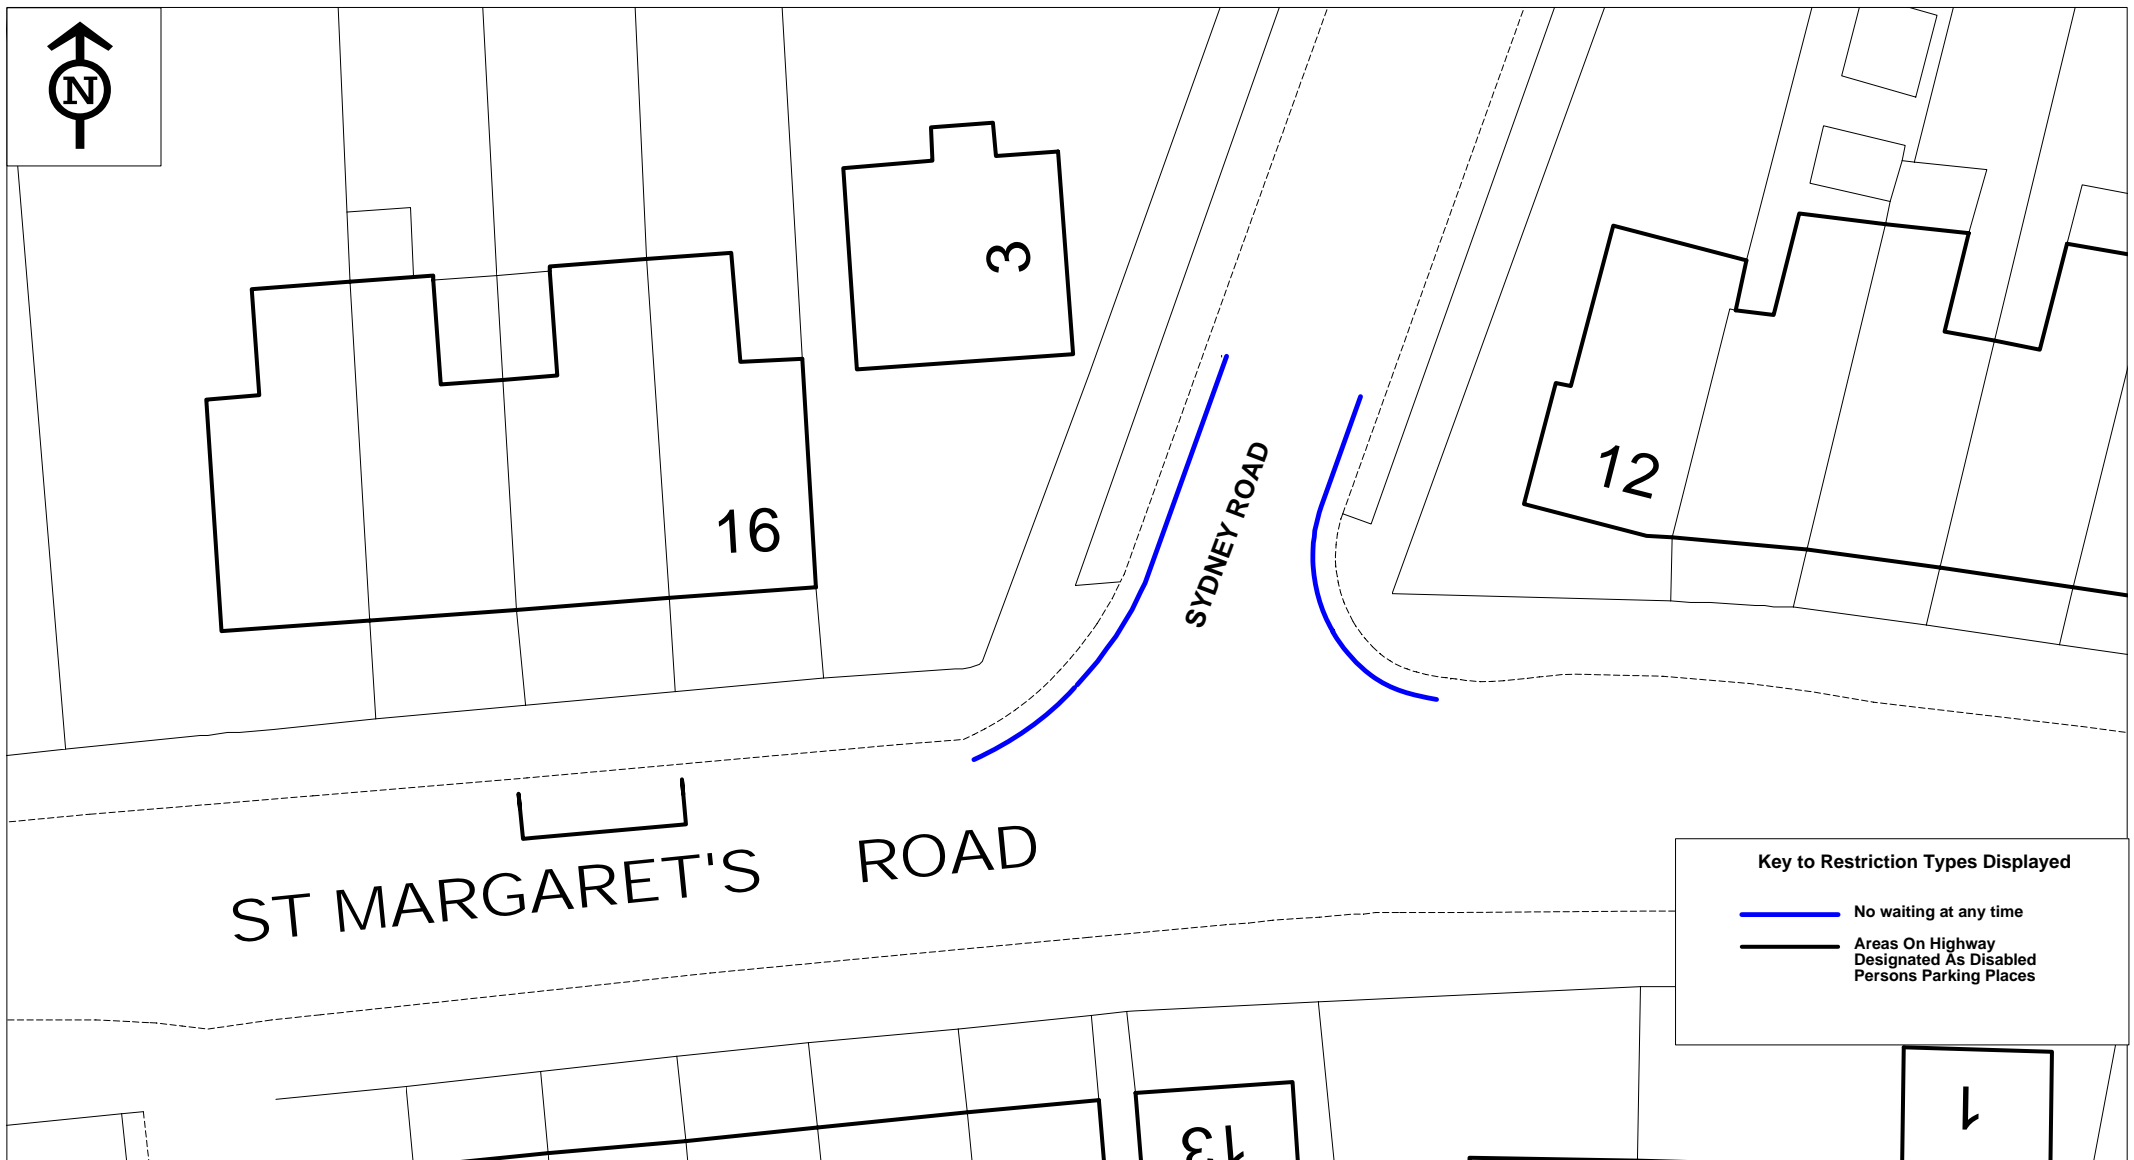 N
3
12
16
SYDNEY ROAD
ST MARGARET'S ROAD
Key to Restriction Types Displayed
No waiting at any time
Areas On Highway
Designated As Disabled
Persons Parking Places
1
13